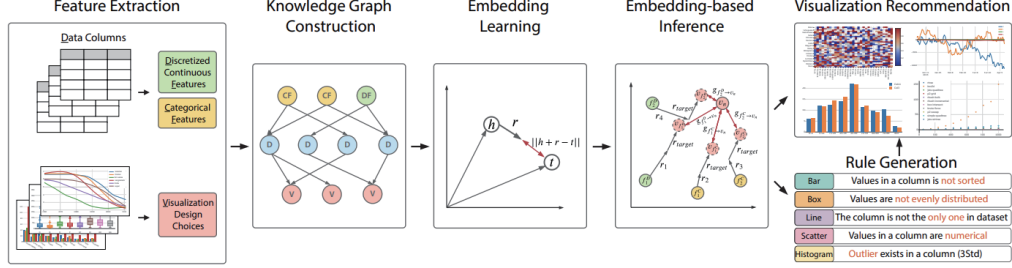 Feature Extraction
Data Columns
Discretized
Continuous
Features
Categorical
Features
Visualization
Design
Choices
Knowledge Graph
Construction
CF
CF
DF
D
D
D
D
V
V
V
Embedding
Learning
h
r
||h + r − t||
t
Embedding-based
Inference
r_target
r_4
r_target
r_target
r_target
r_1
r_2
r_3
Visualization Recommendation
Rule Generation
Bar Values in a column is not sorted
Box Values are not evenly distributed
Line The column is not the only one in dataset
Scatter Values in a column are numerical
Histogram Outlier exists in a column (3Std)